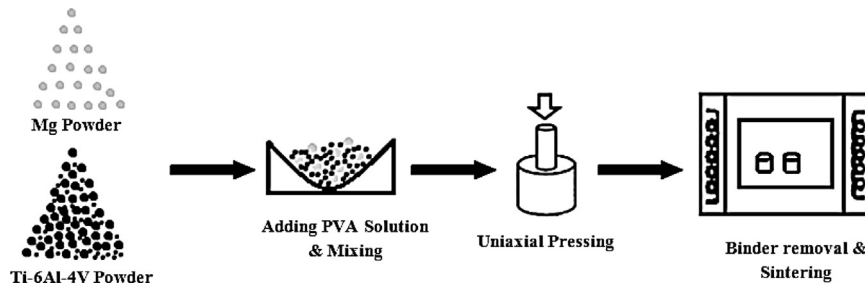 Mg Powder
Ti-6Al-4V Powder
Adding PVA Solution
& Mixing
Uniaxial Pressing
Binder removal &
Sintering